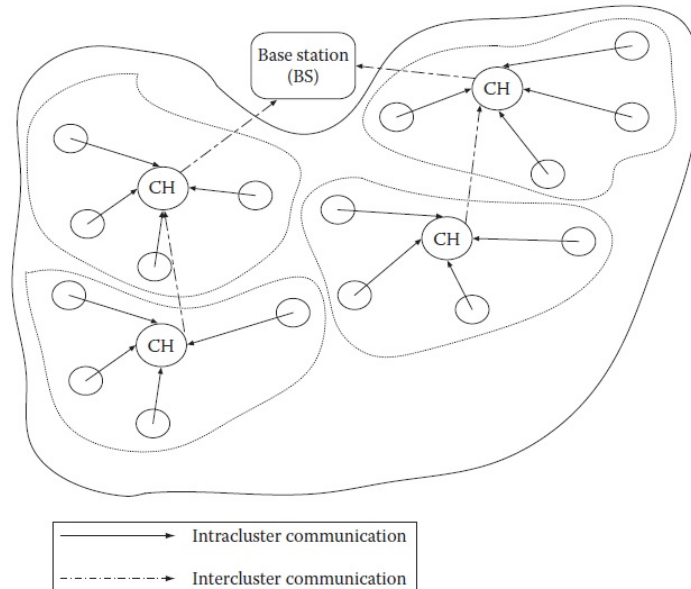 Base station
(BS)
CH
CH
CH
CH
Intracluster communication
Intercluster communication